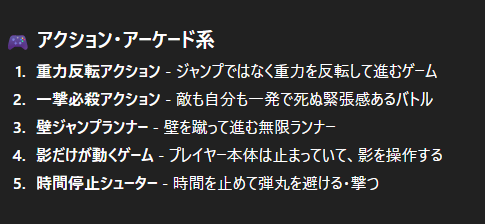 🎮 アクション・アーケード系
1. 重力反転アクション - ジャンプではなく重力を反転して進むゲーム
2. 一撃必殺アクション - 敵も自分も一発で死ぬ緊張感あるバトル
3. 壁ジャンプランナー - 壁を蹴って進む無限ランナー
4. 影だけが動くゲーム - プレイヤー本体は止まっていて、影を操作する
5. 時間停止シューター - 時間を止めて弾丸を避ける・撃つ